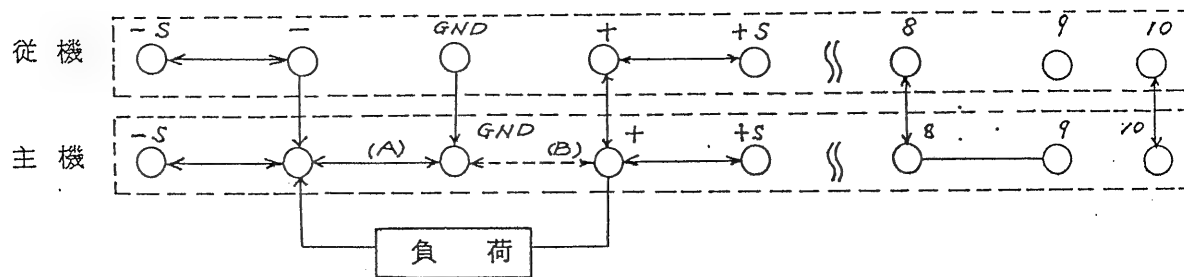 -S - GND + +S 8 9 10
従機
-S GND + +S 8 9 10
主機
(A) (B)
負荷